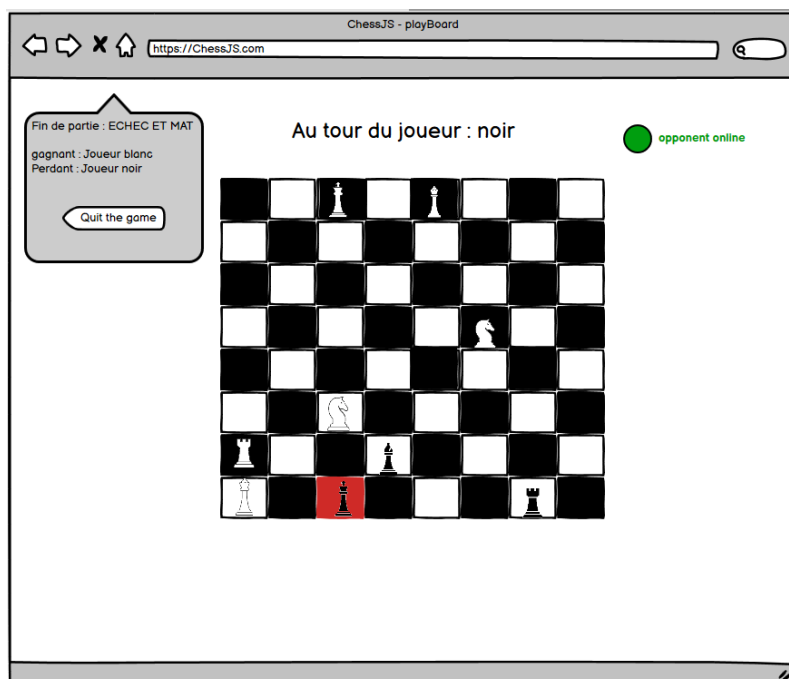 ChessJS - playBoard
https://ChessJS.com
Fin de partie : ECHEC ET MAT
gagnant : Joueur blanc
Perdant : Joueur noir
Quit the game
Au tour du joueur : noir
opponent online